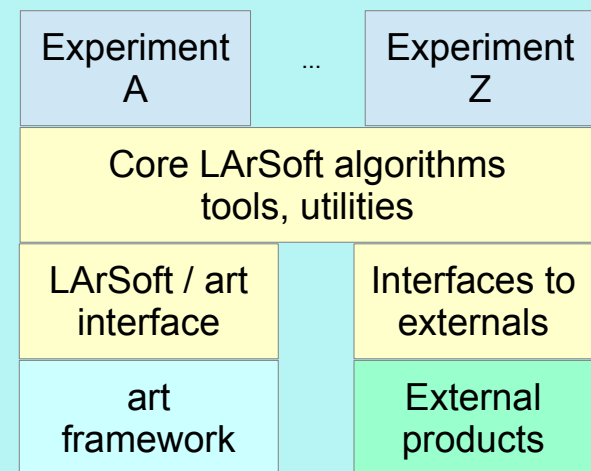 Experiment
A
...
Experiment
Z
Core LArSoft algorithms
tools, utilities
LArSoft / art
interface
Interfaces to
externals
art
framework
External
products